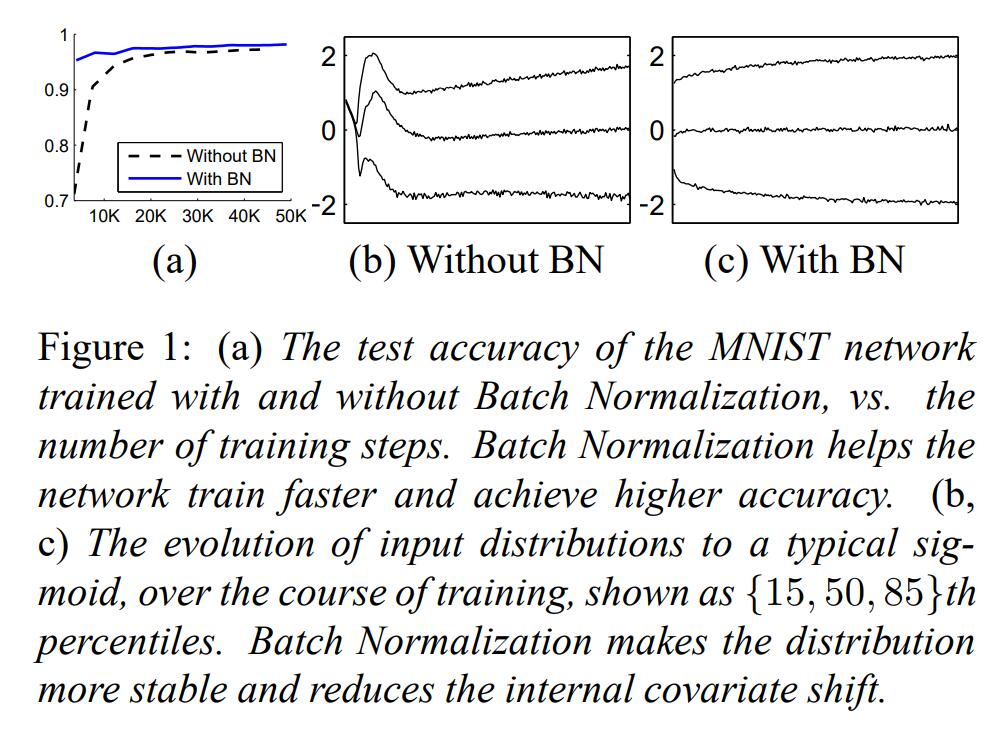 1
0.9
0.8
0.7
10K 20K 30K 40K 50K
Without BN
With BN
2
0
-2
2
0
-2
(a)
(b) Without BN
(c) With BN
Figure 1: (a) The test accuracy of the MNIST network
trained with and without Batch Normalization, vs. the
number of training steps. Batch Normalization helps the
network train faster and achieve higher accuracy. (b,
c) The evolution of input distributions to a typical sig-
moid, over the course of training, shown as {15, 50, 85}th
percentiles. Batch Normalization makes the distribution
more stable and reduces the internal covariate shift.